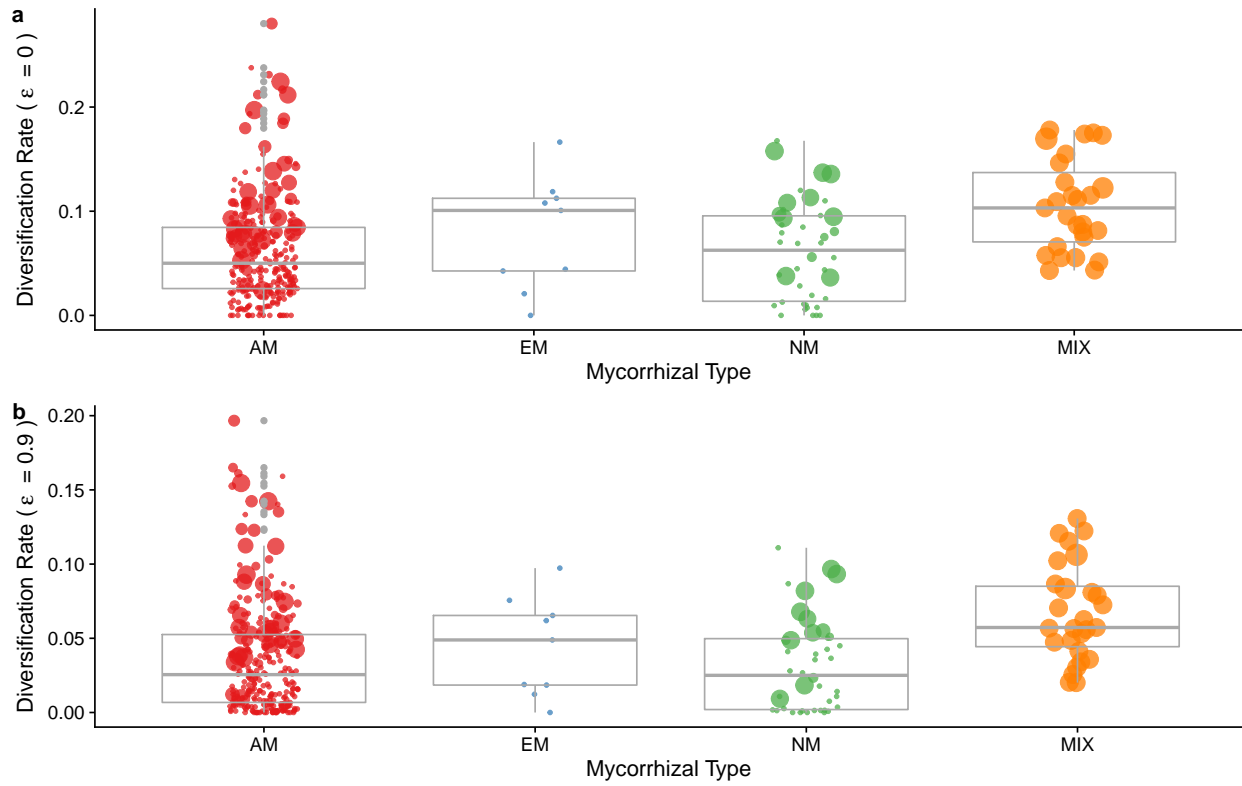 a
Diversification Rate ( ε = 0 )
0.2
0.1
0.0
AM EM NM MIX
Mycorrhizal Type
b
Diversification Rate ( ε = 0.9 )
0.20
0.15
0.10
0.05
0.00
AM EM NM MIX
Mycorrhizal Type